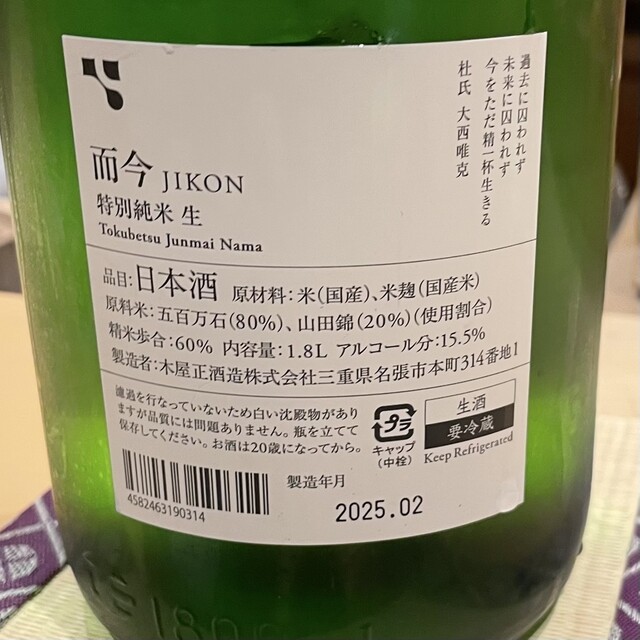 過去に囚われず
未来に囚われず
今をただ精一杯生きる
杜氏 大西唯克
而今 JIKON
特別純米 生
Tokubetsu Junmai Nama
品目:日本酒 原材料:米(国産)、米麹(国産米)
原料米:五百万石(80%)、山田錦(20%)(使用割合)
精米歩合:60% 内容量:1.8L アルコール分:15.5%
製造者:木屋正酒造株式会社三重県名張市本町314番地1
濾過を行なっていないため白い沈殿物があり
ますが品質には問題ありません。瓶を立てて
保存してください。お酒は20歳になってから。
プラ
キャップ
(中栓)
生酒
要冷蔵
Keep Refrigerated
4582463190314
製造年月
2025.02